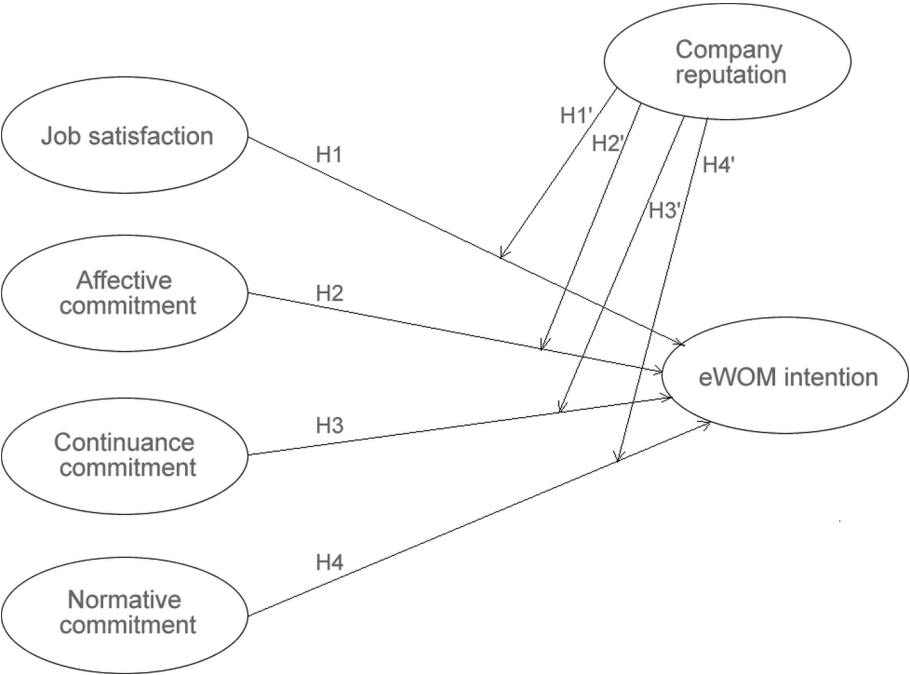 Company
reputation
Job satisfaction
H1
H1'
H2'
H4'
H3'
Affective
commitment
H2
eWOM intention
Continuance
commitment
H3
Normative
commitment
H4